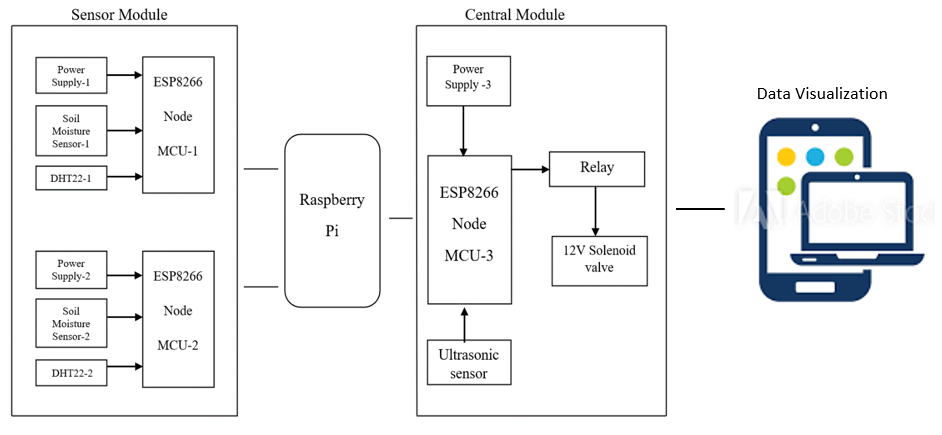 Sensor Module
Power
Supply-1
Soil
Moisture
Sensor-1
DHT22-1
ESP8266
Node
MCU-1
Power
Supply-2
Soil
Moisture
Sensor-2
DHT22-2
ESP8266
Node
MCU-2
Raspberry
Pi
Central Module
Power
Supply -3
ESP8266
Node
MCU-3
Relay
12V Solenoid
valve
Ultrasonic
sensor
Data Visualization
Adobe Stoc